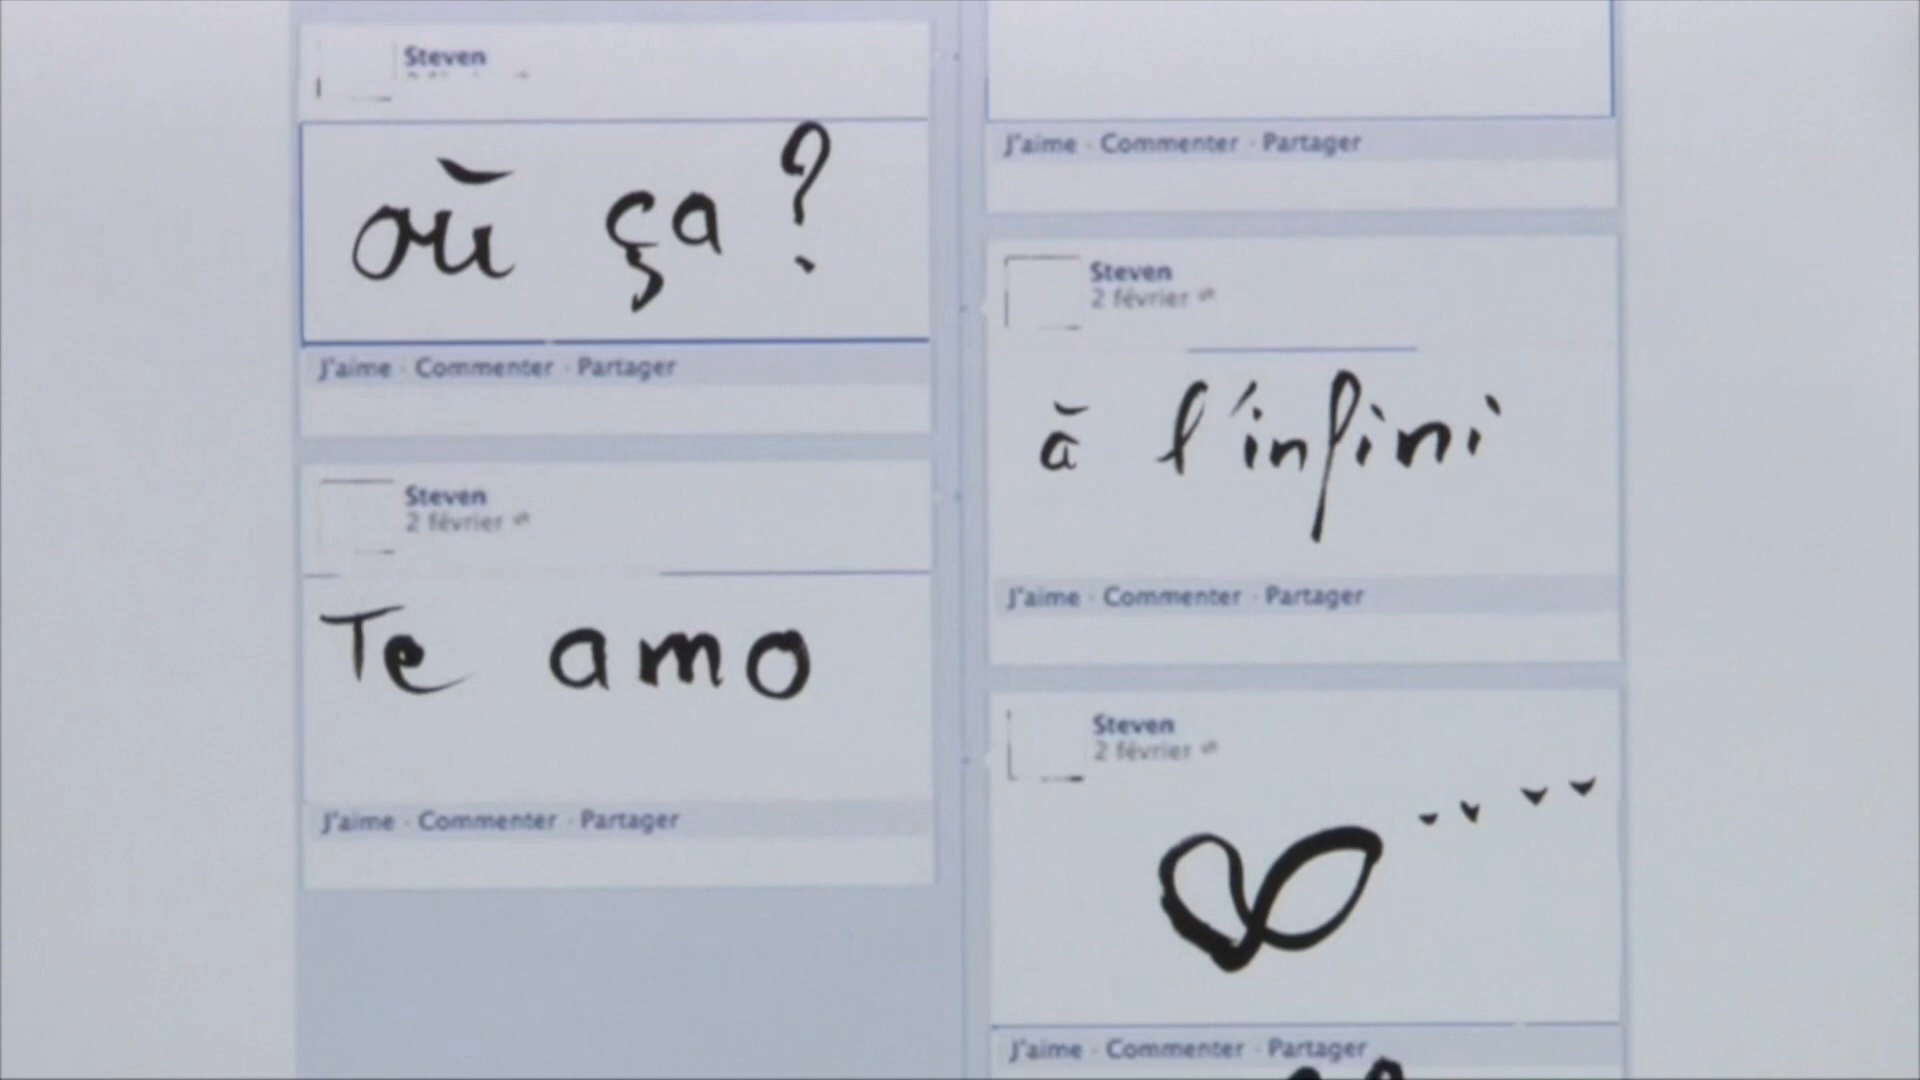 Steven
où ça ?
J'aime · Commenter · Partager
Steven
2 février
Te amo
J'aime · Commenter · Partager
J'aime · Commenter · Partager
Steven
2 février
à l'infini
J'aime · Commenter · Partager
Steven
2 février
J'aime · Commenter · Partager